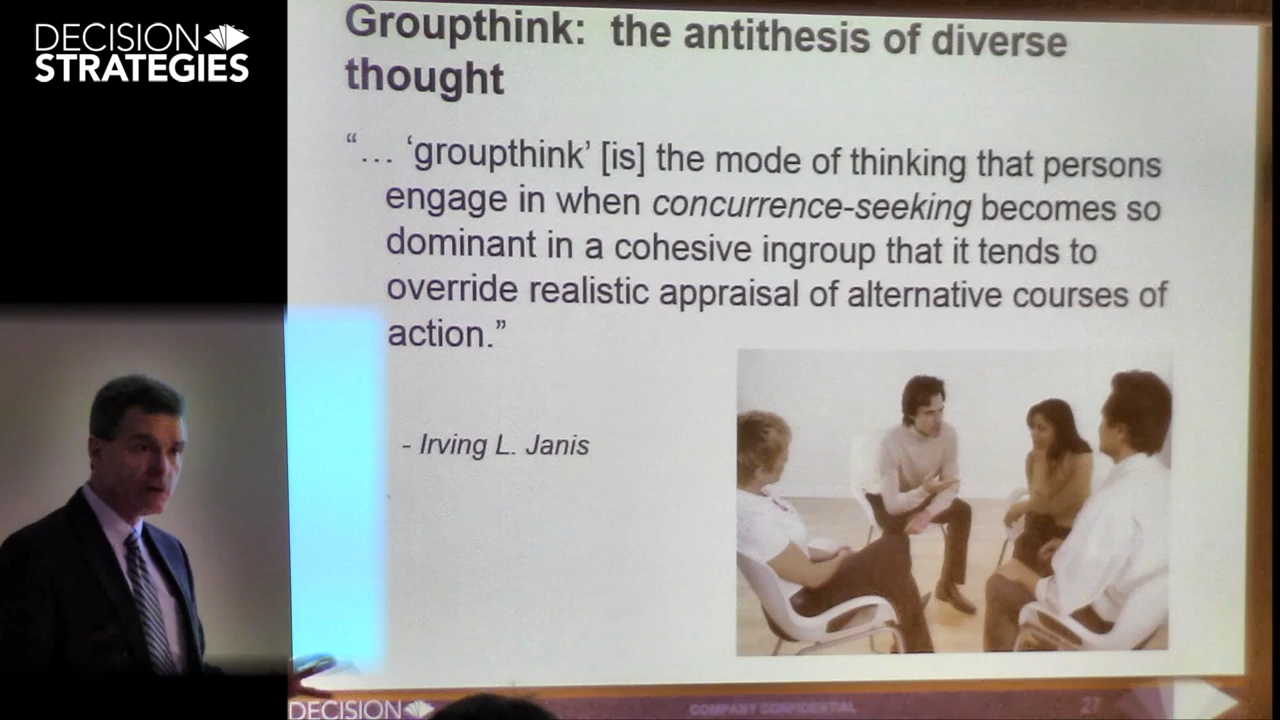 DECISION
STRATEGIES
Groupthink: the antithesis of diverse
thought
“… ‘groupthink’ [is] the mode of thinking that persons
engage in when concurrence-seeking becomes so
dominant in a cohesive ingroup that it tends to
override realistic appraisal of alternative courses of
action.”
- Irving L. Janis
DECISION
COMPANY CONFIDENTIAL
27